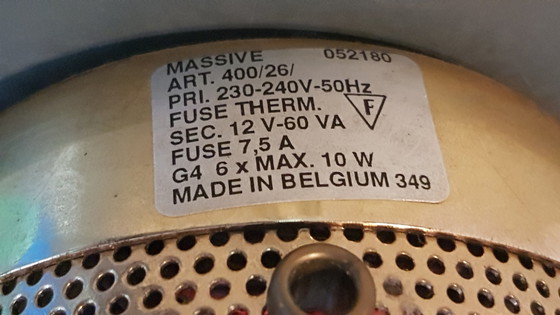 MASSIVE 052180
ART. 400/26/
PRI. 230-240V-50Hz
FUSE THERM. F
SEC. 12 V-60 VA
FUSE 7,5 A
G4 6 x MAX. 10 W
MADE IN BELGIUM 349